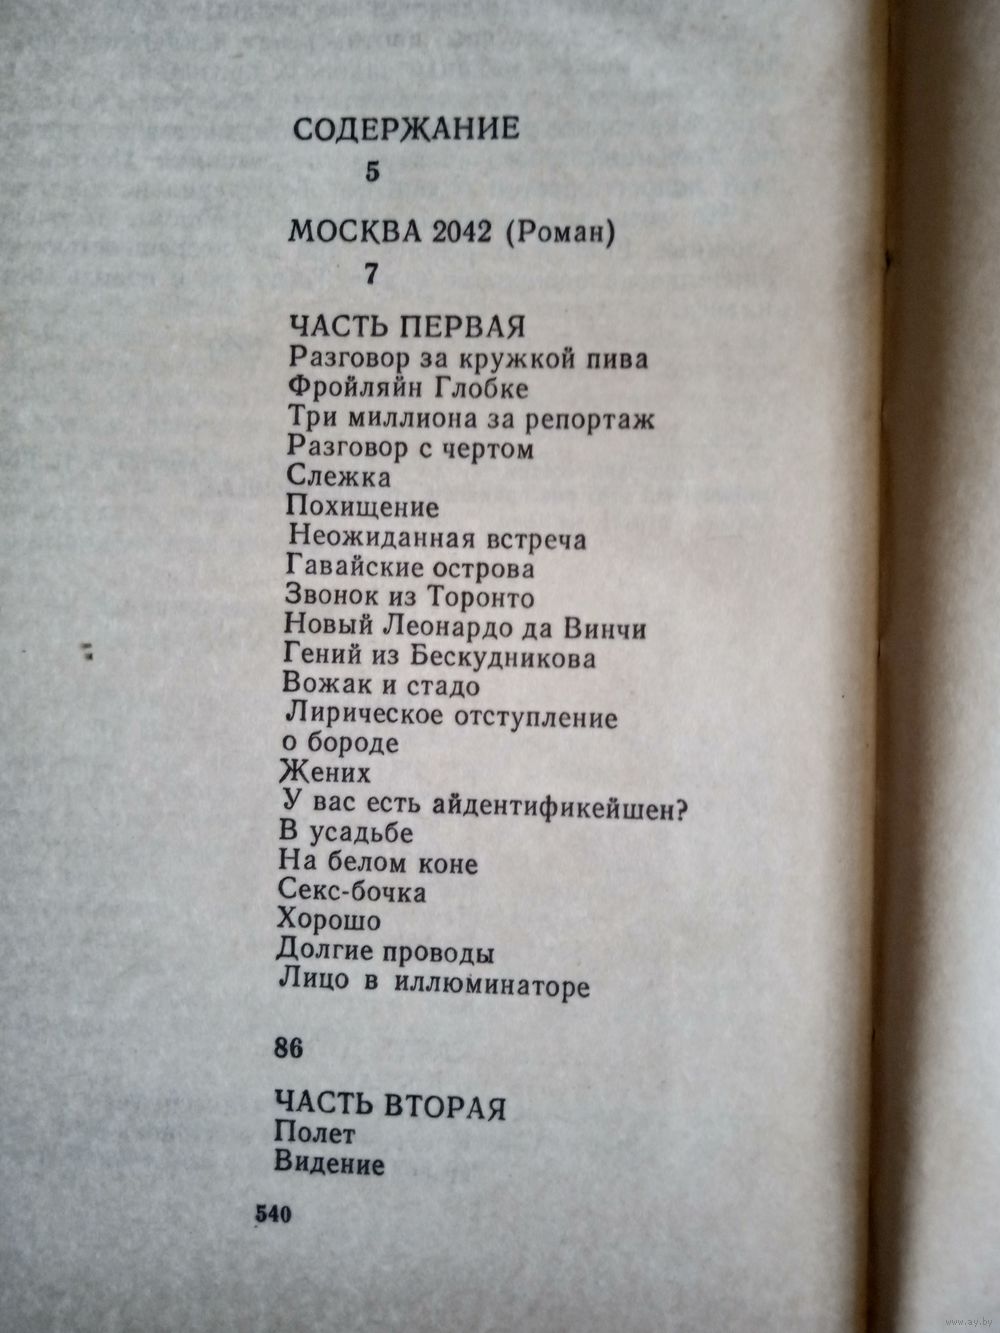 СОДЕРЖАНИЕ
5
МОСКВА 2042 (Роман)
7
ЧАСТЬ ПЕРВАЯ
Разговор за кружкой пива
Фройляйн Глобке
Три миллиона за репортаж
Разговор с чертом
Слежка
Похищение
Неожиданная встреча
Гавайские острова
Звонок из Торонто
Новый Леонардо да Винчи
Гений из Бескудникова
Вожак и стадо
Лирическое отступление
о бороде
Жених
У вас есть айдентификейшен?
В усадьбе
На белом коне
Секс-бочка
Хорошо
Долгие проводы
Лицо в иллюминаторе
86
ЧАСТЬ ВТОРАЯ
Полет
Видение
540
www.ay.by